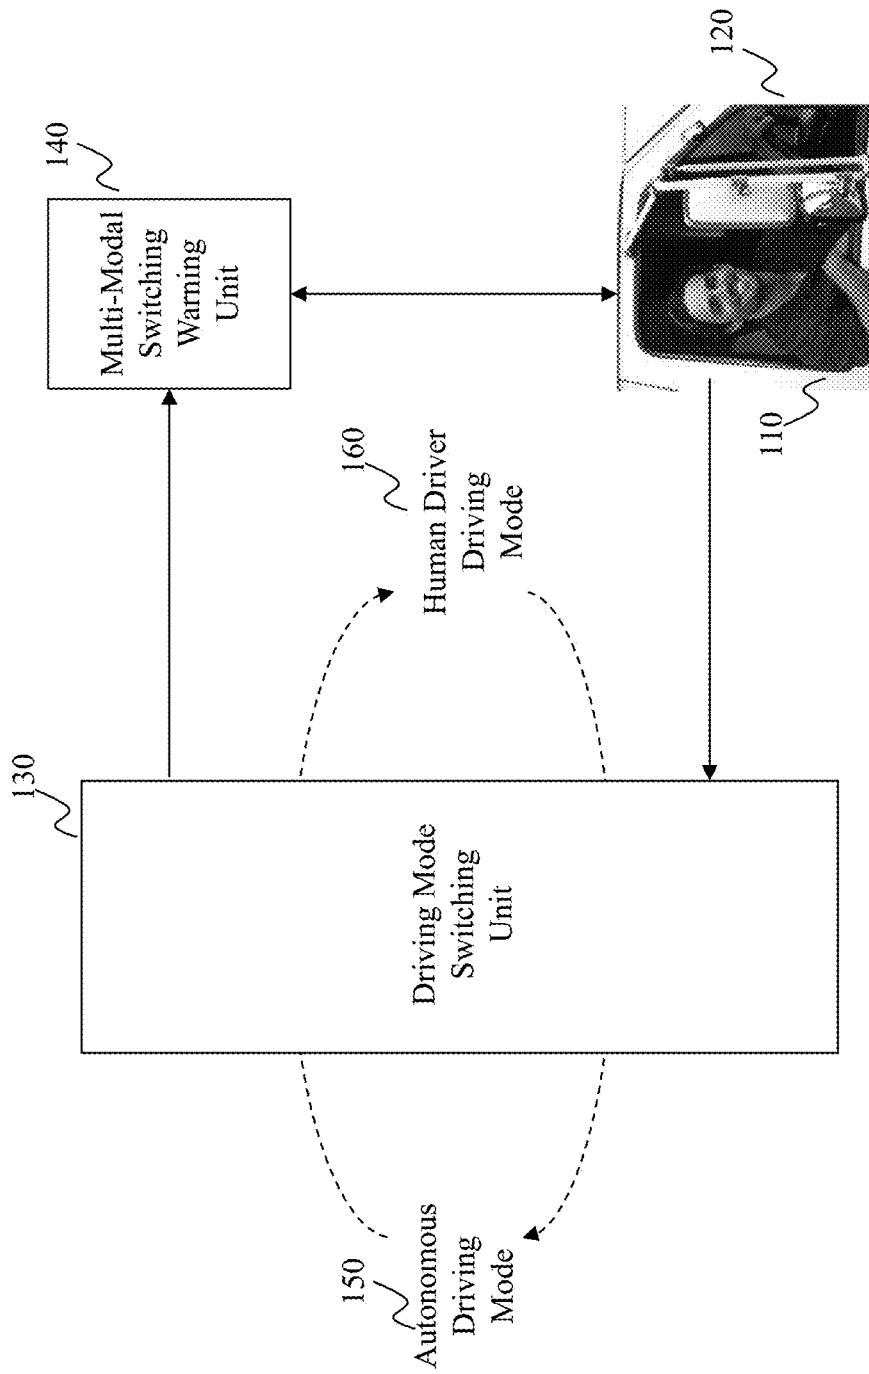 130
140
Multi-Modal
Switching
Warning
Unit
150
Autonomous
Driving
Mode
Driving Mode
Switching
Unit
160
Human Driver
Driving
Mode
120
110